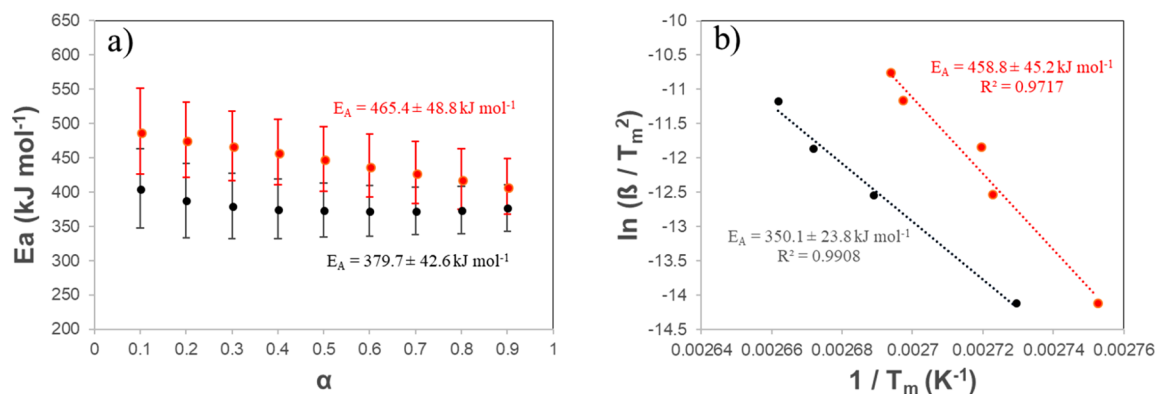 a)
650
600
550
500
450
400
350
300
250
200
Ea (kJ mol⁻¹)
E_A = 465.4 ± 48.8 kJ mol⁻¹
E_A = 379.7 ± 42.6 kJ mol⁻¹
0 0.1 0.2 0.3 0.4 0.5 0.6 0.7 0.8 0.9 1
α
b)
-10
-10.5
-11
-11.5
-12
-12.5
-13
-13.5
-14
-14.5
ln (ß / T_m²)
E_A = 458.8 ± 45.2 kJ mol⁻¹
R² = 0.9717
E_A = 350.1 ± 23.8 kJ mol⁻¹
R² = 0.9908
0.00264 0.00266 0.00268 0.0027 0.00272 0.00274 0.00276
1 / T_m (K⁻¹)